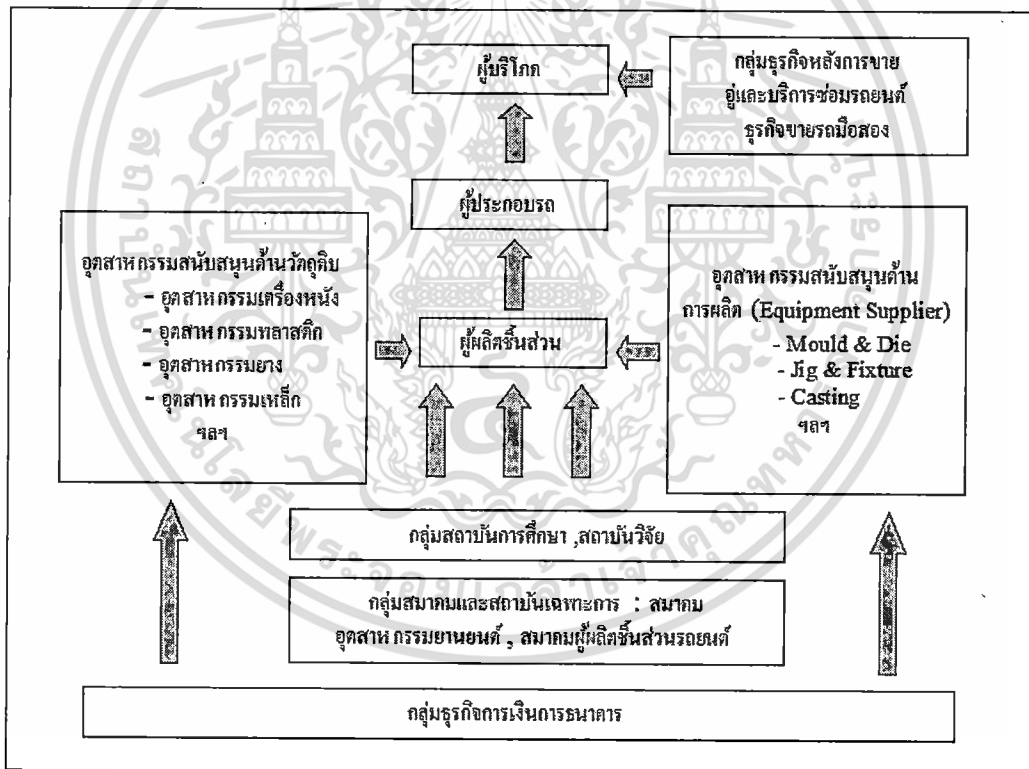 ผู้บริโภค
กลุ่มธุรกิจหลังการขาย
อู่และบริการซ่อมรถยนต์
ธุรกิจขายรถมือสอง
ผู้ประกอบรถ
อุตสาหกรรมสนับสนุนด้านวัตถุดิบ
- อุตสาหกรรมเครื่องหนัง
- อุตสาหกรรมพลาสติก
- อุตสาหกรรมยาง
- อุตสาหกรรมเหล็ก
ฯลฯ
ผู้ผลิตชิ้นส่วน
อุตสาหกรรมสนับสนุนด้าน
การผลิต (Equipment Supplier)
- Mould & Die
- Jig & Fixture
- Casting
ฯลฯ
กลุ่มสถาบันการศึกษา ,สถาบันวิจัย
กลุ่มสมาคมและสถาบันเฉพาะการ : สมาคม
อุตสาหกรรมยานยนต์ , สมาคมผู้ผลิตชิ้นส่วนรถยนต์
กลุ่มธุรกิจการเงินการธนาคาร